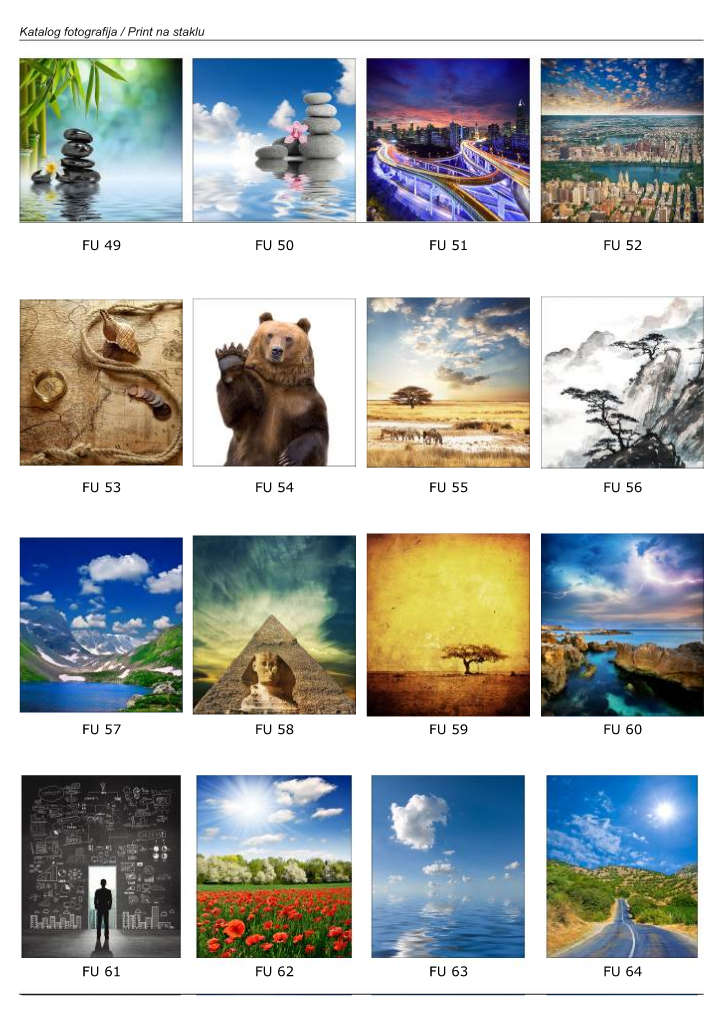 Katalog fotografija / Print na staklu
FU 49
FU 50
FU 51
FU 52
FU 53
FU 54
FU 55
FU 56
FU 57
FU 58
FU 59
FU 60
FU 61
FU 62
FU 63
FU 64